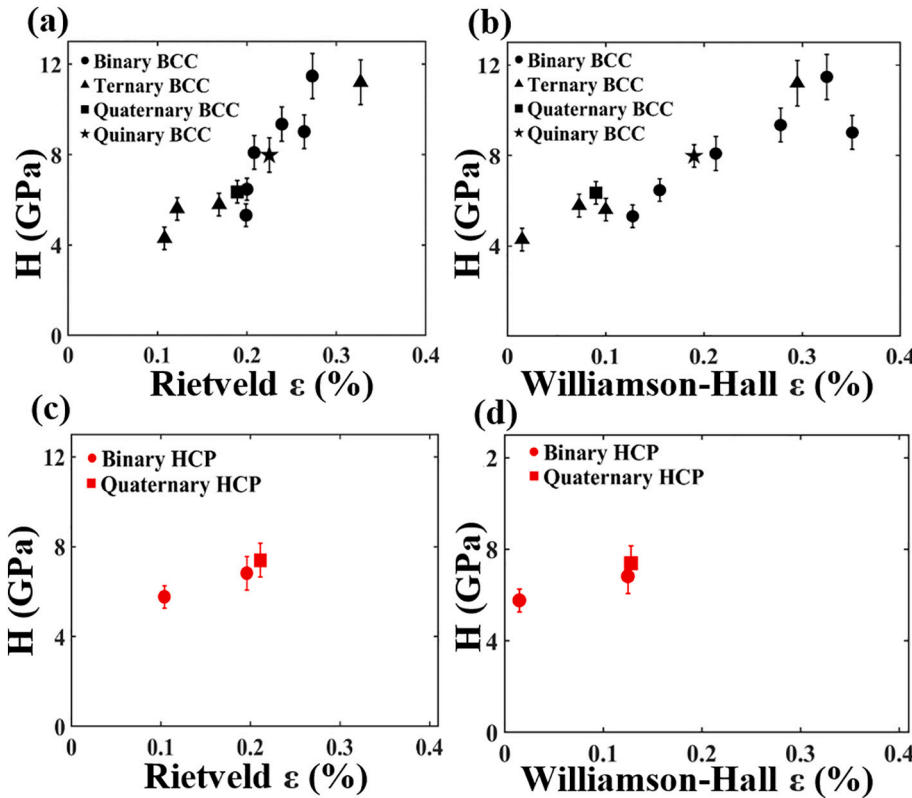 (a)
Binary BCC
Ternary BCC
Quaternary BCC
Quinary BCC
H (GPa)
12
8
4
0
0 0.1 0.2 0.3 0.4
Rietveld ε (%)
(b)
Binary BCC
Ternary BCC
Quaternary BCC
Quinary BCC
H (GPa)
12
8
4
0
0 0.1 0.2 0.3 0.4
Williamson-Hall ε (%)
(c)
Binary HCP
Quaternary HCP
H (GPa)
12
8
4
0
0 0.1 0.2 0.3 0.4
Rietveld ε (%)
(d)
Binary HCP
Quaternary HCP
H (GPa)
2
8
4
0
0 0.1 0.2 0.3 0.4
Williamson-Hall ε (%)